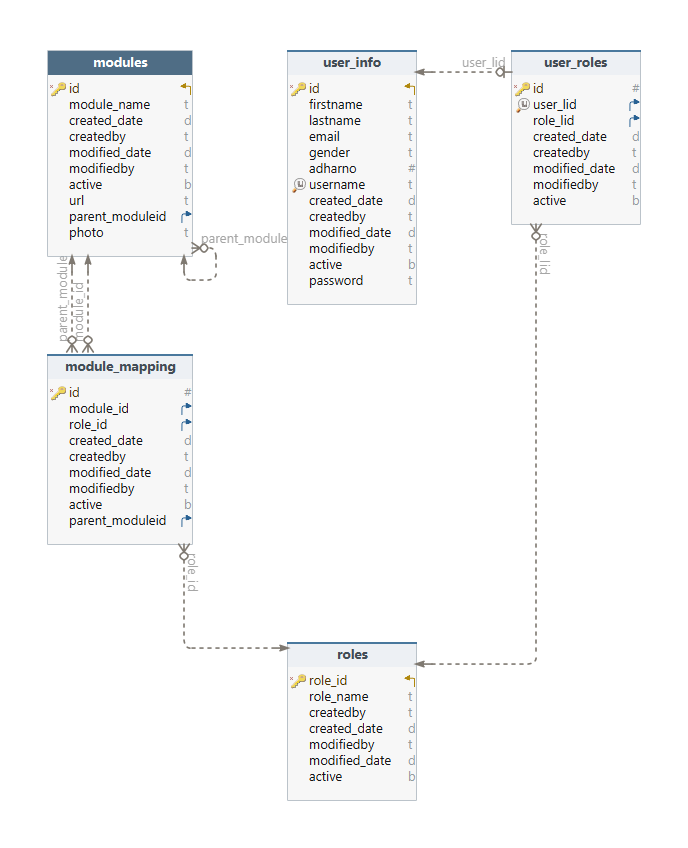 modules
id
module_name t
created_date d
createdby t
modified_date d
modifiedby t
active b
url t
parent_moduleid
photo t
parent_module
user_info
id
firstname t
lastname t
email t
gender t
adharno #
u username t
created_date d
createdby t
modified_date d
modifiedby t
active b
password t
user_lid
user_roles
id #
u user_lid
role_lid
created_date d
createdby t
modified_date d
modifiedby t
active b
role_lid
parent_module
module_id
module_mapping
id #
module_id
role_id
created_date d
createdby t
modified_date d
modifiedby t
active b
parent_moduleid
role_id
roles
role_id
role_name t
createdby t
created_date d
modifiedby t
modified_date d
active b